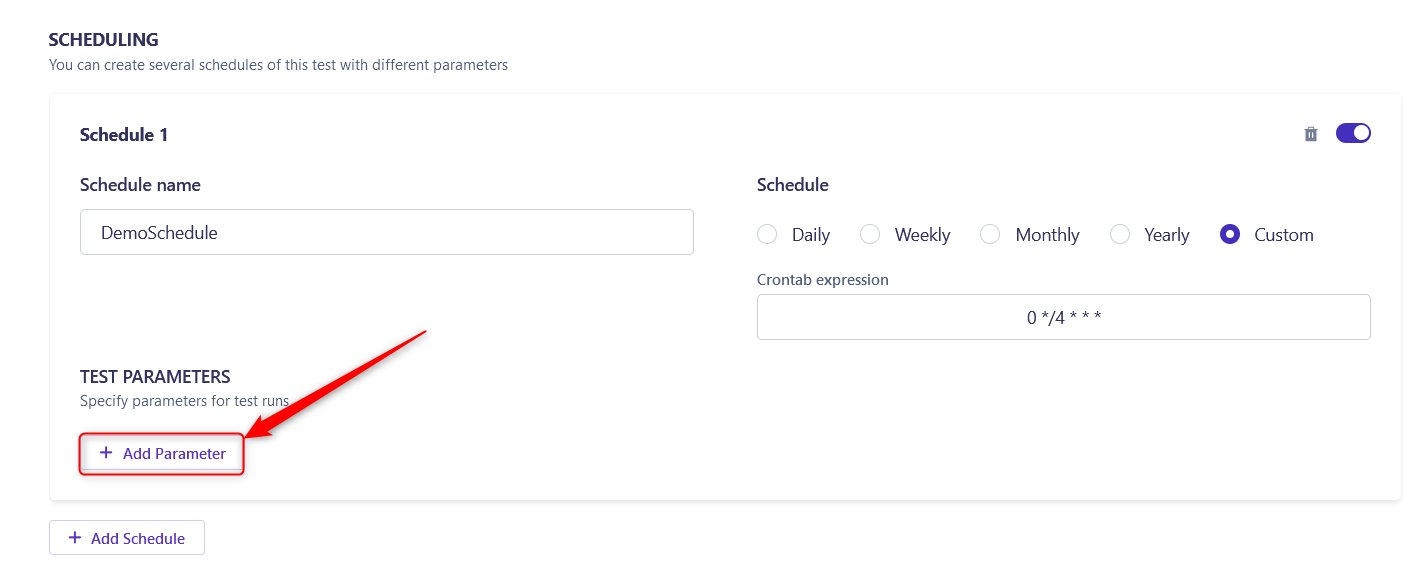 SCHEDULING
You can create several schedules of this test with different parameters
Schedule 1
Schedule name
DemoSchedule
Schedule
Daily Weekly Monthly Yearly Custom
Crontab expression
0 */4 * * *
TEST PARAMETERS
Specify parameters for test runs
+ Add Parameter
+ Add Schedule